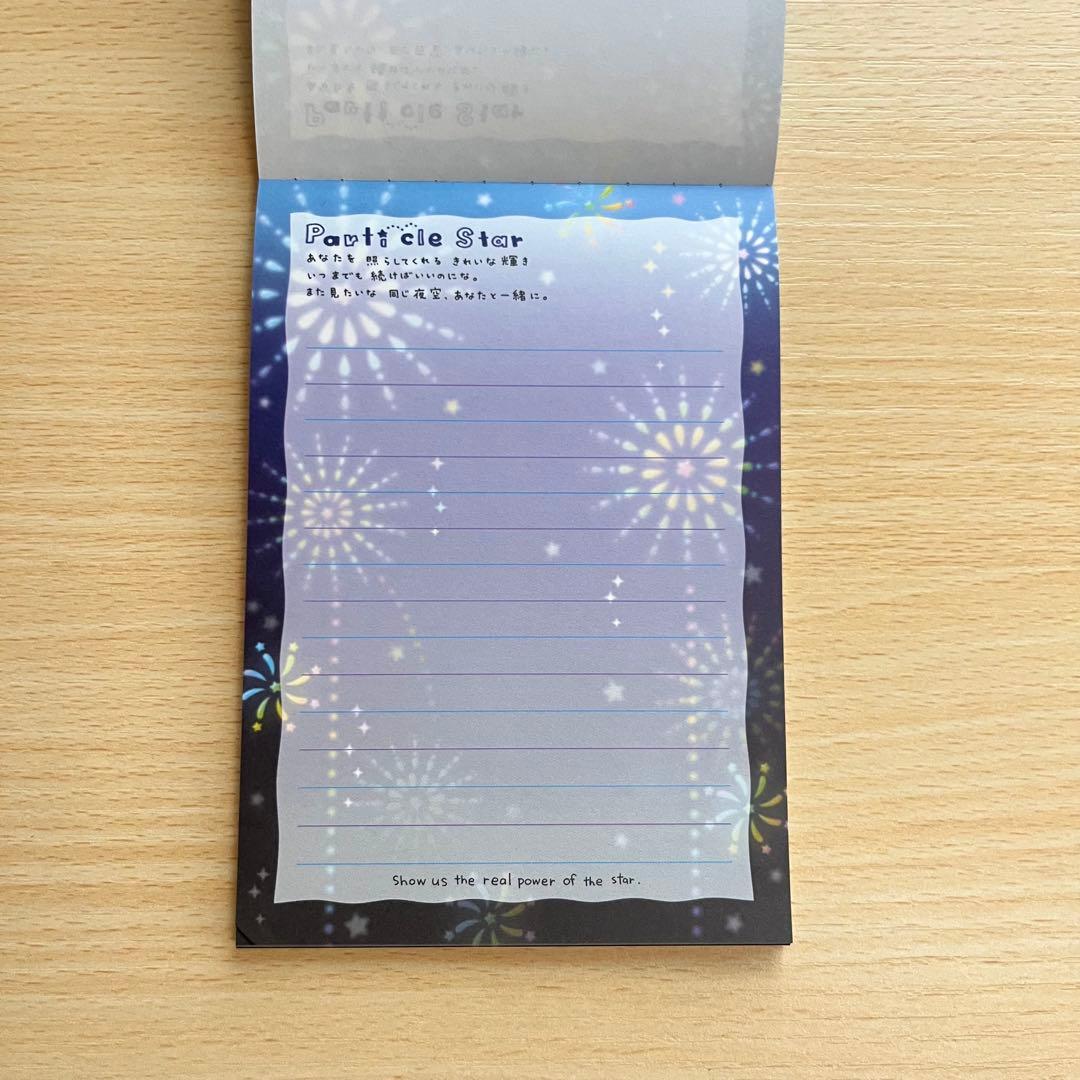 Particle Star
あなたを 照らしてくれる きれいな輝き
いつまでも 続けばいいのにな。
また見たいな 同じ夜空、あなたと一緒に。
Show us the real power of the star.